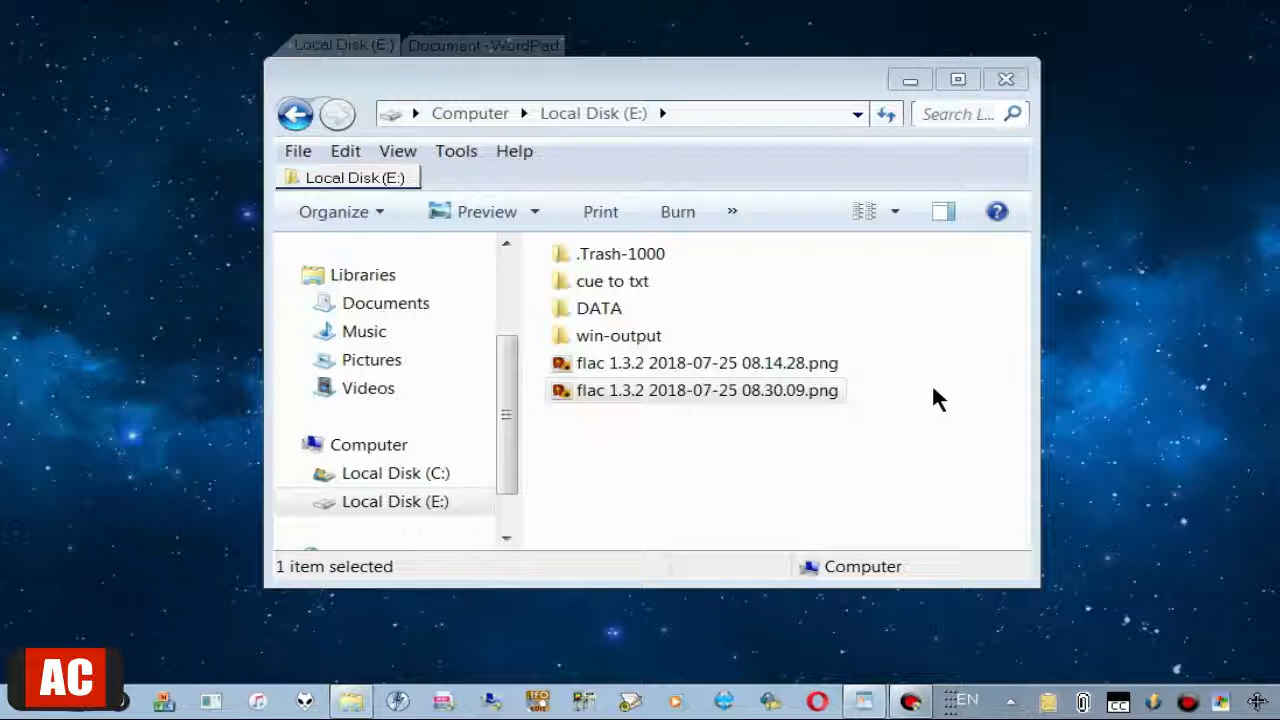 Local Disk (E:)
Document - WordPad
Computer
Local Disk (E:)
Search L...
File
Edit
View
Tools
Help
Local Disk (E:)
Organize
Preview
»
Print
Burn
Libraries
Documents
Music
Pictures
Videos
Computer
Local Disk (C:)
Local Disk (E:)
.Trash-1000
cue to txt
DATA
win-output
flac 1.3.2 2018-07-25 08.14.28.png
flac 1.3.2 2018-07-25 08.30.09.png
1 item selected
Computer
AC
IFO
EN
CC